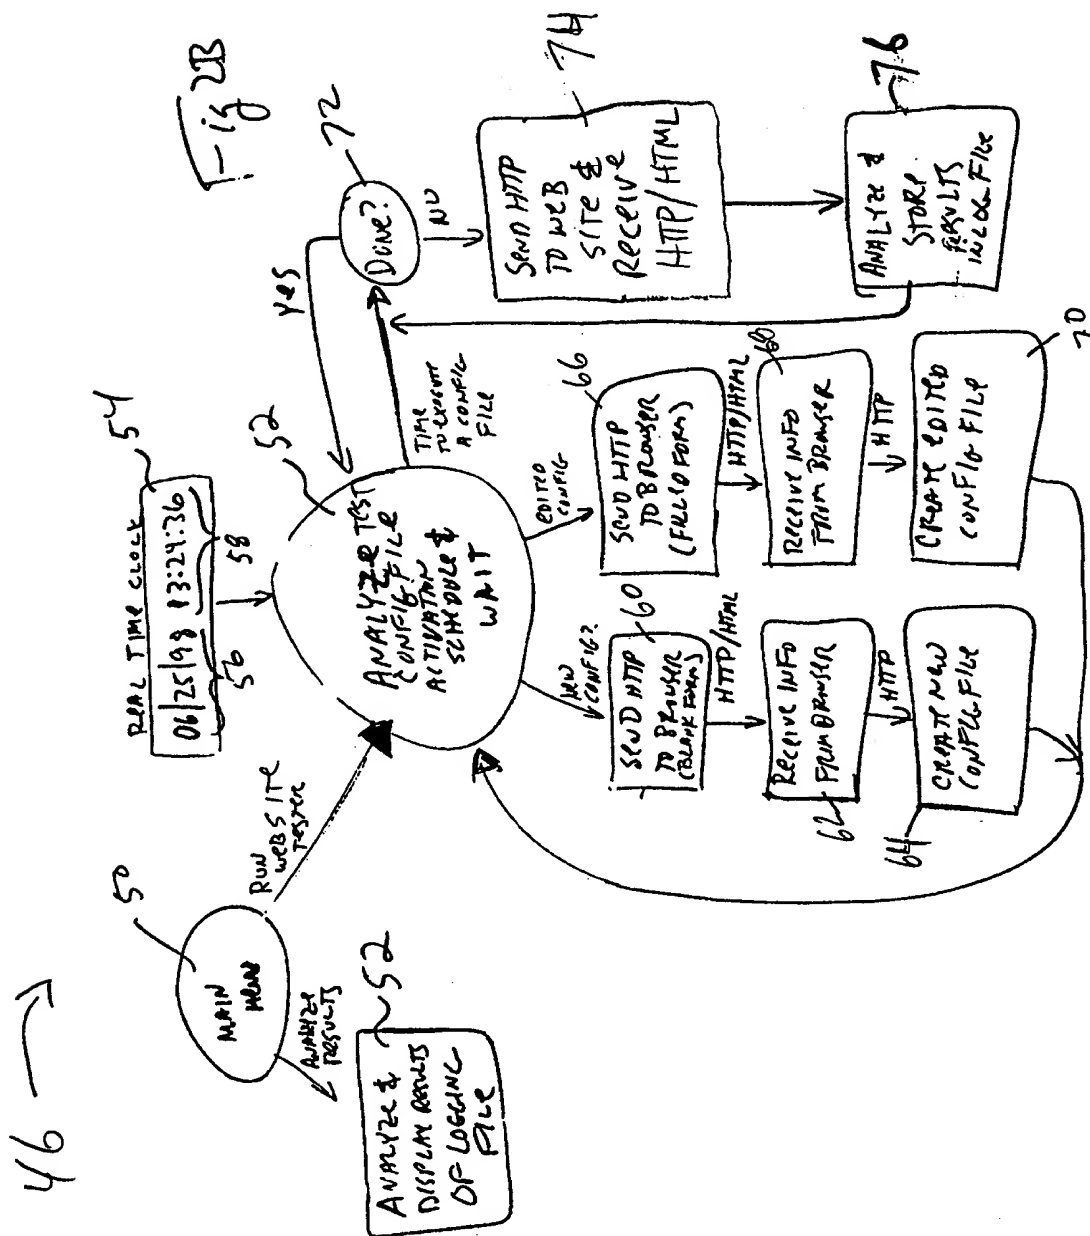 46
Fig 2B
50
MAIN
MENU
ANALYZE
RESULTS
52
ANALYZE &
DISPLAY RESULTS
OF LOGGING
FILE
RUN
WEBSITE
TESTER
REAL TIME CLOCK
54
06/25/98 13:24:36
56
58
52
ANALYZE TEST
CONFIG FILE
ACTIVATION
SCHEDULE &
WAIT
YES
TIME
TO EXECUTE
A CONFIG
FILE
72
DONE?
NO
74
SEND HTTP
TO WEB
SITE &
RECEIVE
HTTP/HTML
76
ANALYZE &
STORE
RESULTS
IN LOG FILE
NEW
CONFIG?
60
SEND HTTP
TO BROWSER
(BLANK FORM)
HTTP/HTML
62
RECEIVE INFO
FROM BROWSER
HTTP
64
CREATE NEW
CONFIG FILE
EDITED
CONFIG
66
SEND HTTP
TO BROWSER
(FILLED FORM)
HTTP/HTML
68
RECEIVE INFO
FROM BROWSER
HTTP
70
CREATE EDITED
CONFIG FILE